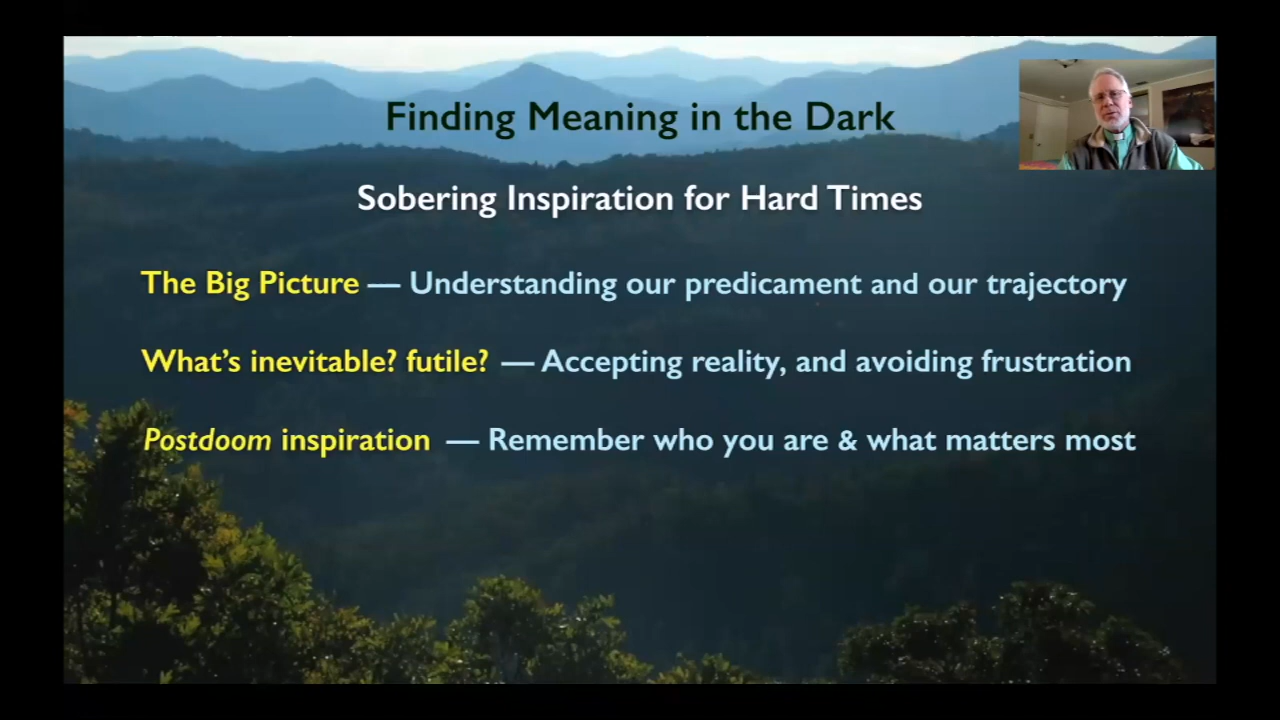 Finding Meaning in the Dark
Sobering Inspiration for Hard Times
The Big Picture — Understanding our predicament and our trajectory
What’s inevitable? futile? — Accepting reality, and avoiding frustration
Postdoom inspiration — Remember who you are & what matters most